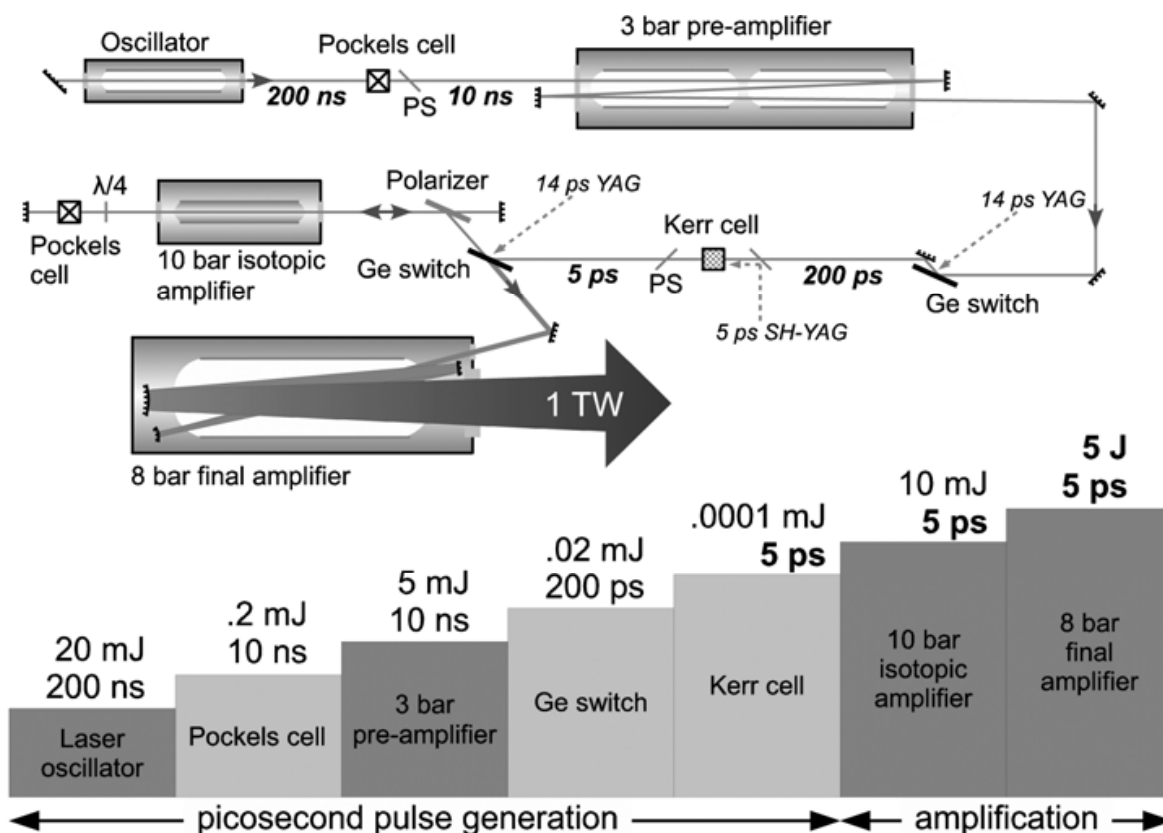 Oscillator
Pockels cell
3 bar pre-amplifier
200 ns
PS
10 ns
λ/4
Polarizer
14 ps YAG
Kerr cell
14 ps YAG
Pockels
cell
10 bar isotopic
amplifier
Ge switch
5 ps
PS
200 ps
Ge switch
5 ps SH-YAG
1 TW
8 bar final amplifier
20 mJ
200 ns
Laser
oscillator
.2 mJ
10 ns
Pockels cell
5 mJ
10 ns
3 bar
pre-amplifier
.02 mJ
200 ps
Ge switch
.0001 mJ
5 ps
Kerr cell
10 mJ
5 ps
10 bar
isotopic
amplifier
5 J
5 ps
8 bar
final
amplifier
picosecond pulse generation
amplification